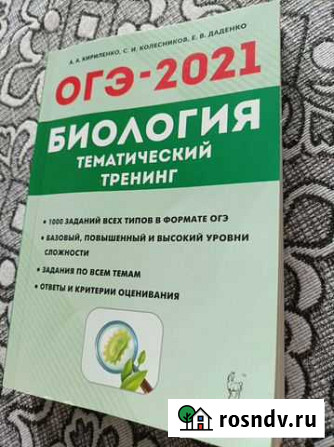 А. А. КИРИЛЕНКО, С. И. КОЛЕСНИКОВ, Е. В. ДАДЕНКО
ОГЭ-2021
БИОЛОГИЯ
ТЕМАТИЧЕСКИЙ
ТРЕНИНГ
• 1000 ЗАДАНИЙ ВСЕХ ТИПОВ В ФОРМАТЕ ОГЭ
• БАЗОВЫЙ, ПОВЫШЕННЫЙ И ВЫСОКИЙ УРОВНИ
СЛОЖНОСТИ
• ЗАДАНИЯ ПО ВСЕМ ТЕМАМ
• ОТВЕТЫ И КРИТЕРИИ ОЦЕНИВАНИЯ
rosndv.ru